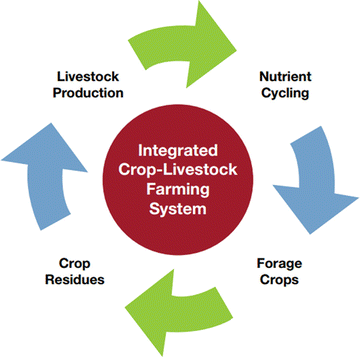 Livestock
Production
Nutrient
Cycling
Integrated
Crop-Livestock
Farming
System
Crop
Residues
Forage
Crops